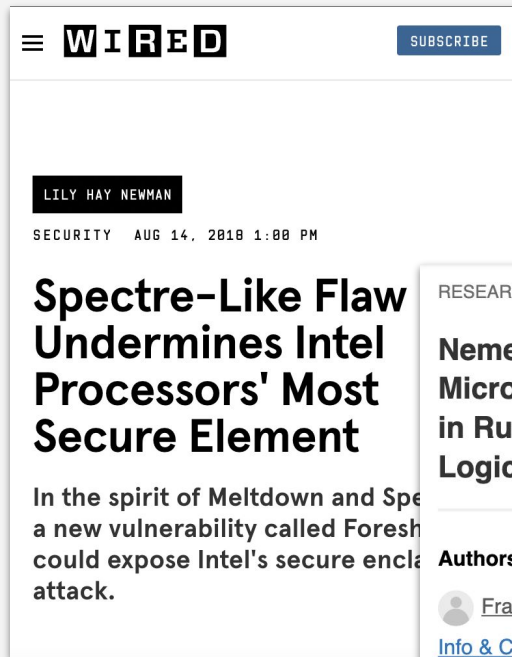 WIRED
SUBSCRIBE
LILY HAY NEWMAN
SECURITY AUG 14, 2018 1:00 PM
Spectre-Like Flaw
Undermines Intel
Processors' Most
Secure Element
In the spirit of Meltdown and Spe
a new vulnerability called Foresh
could expose Intel's secure encla
attack.
RESEAR
Neme
Micro
in Ru
Logic
Authors
Fra
Info & C